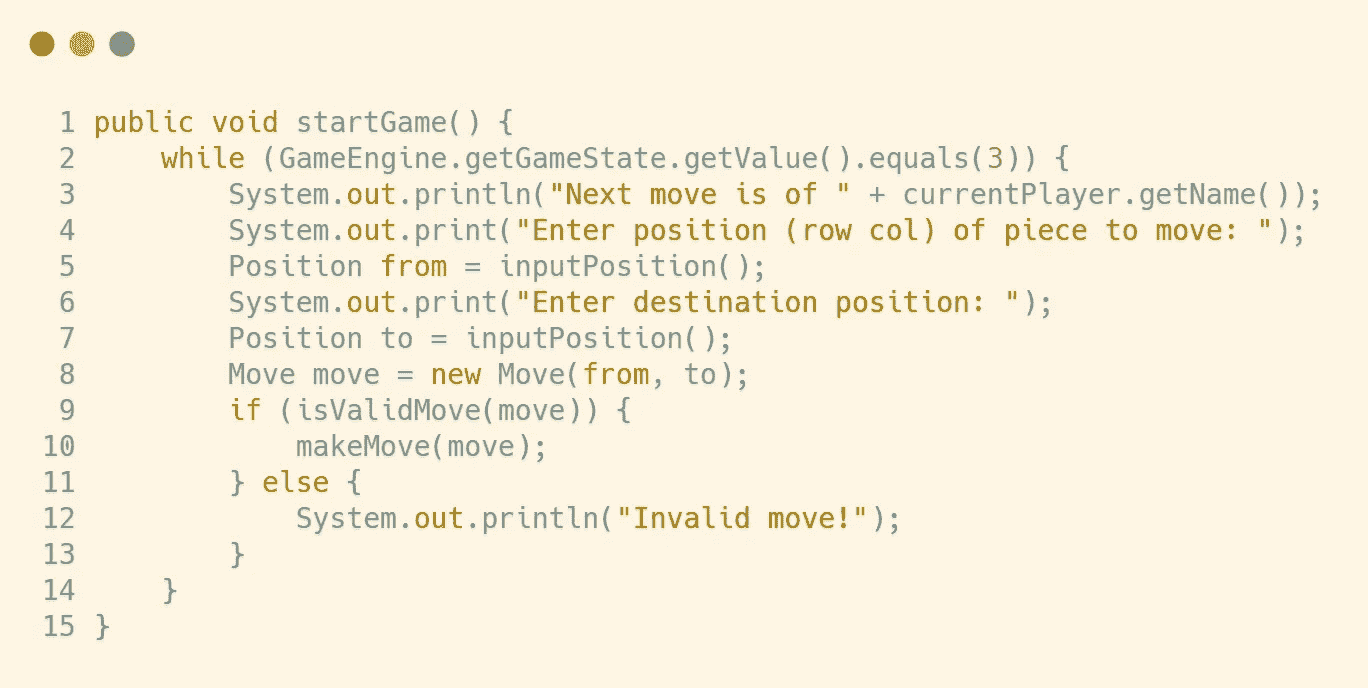 1 public void startGame() {
2     while (GameEngine.getGameState.getValue().equals(3)) {
3         System.out.println("Next move is of " + currentPlayer.getName());
4         System.out.print("Enter position (row col) of piece to move: ");
5         Position from = inputPosition();
6         System.out.print("Enter destination position: ");
7         Position to = inputPosition();
8         Move move = new Move(from, to);
9         if (isValidMove(move)) {
10             makeMove(move);
11         } else {
12             System.out.println("Invalid move!");
13         }
14     }
15 }